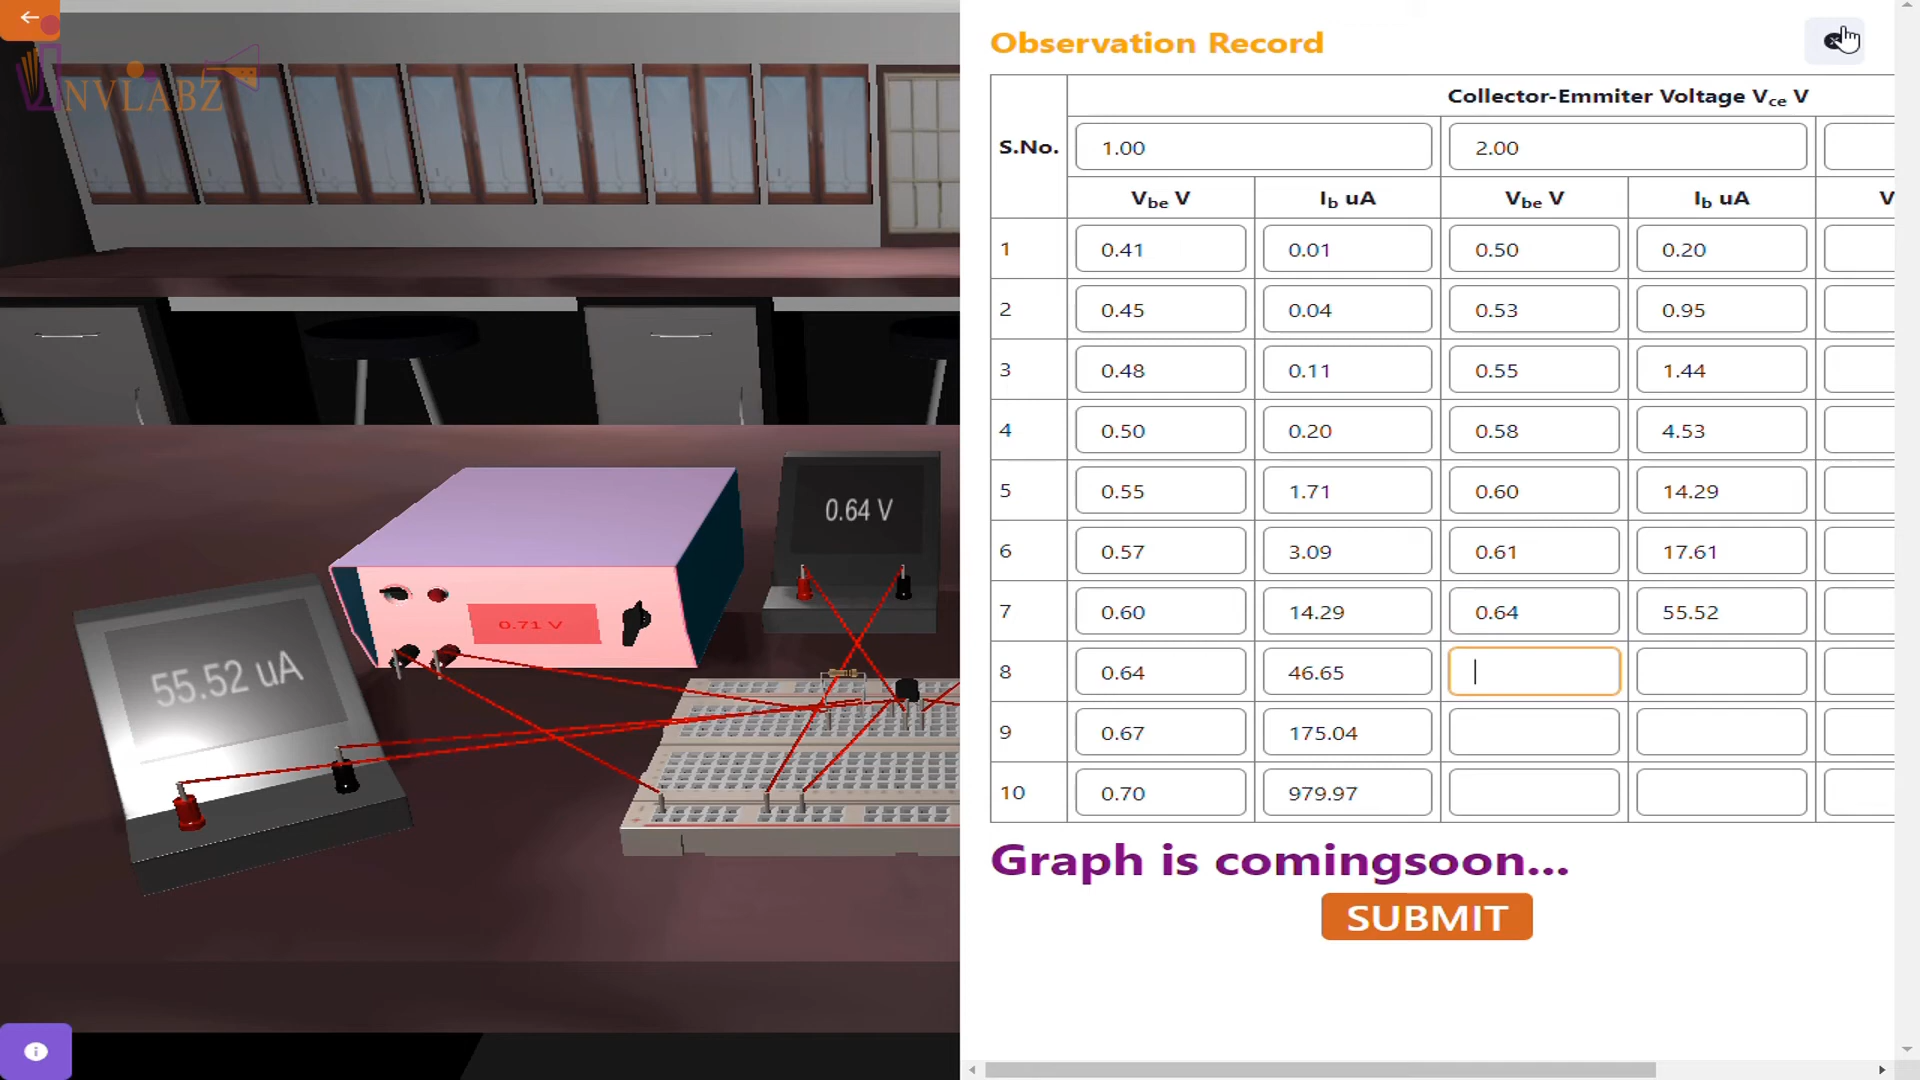 NVLABZ
0.64 V
0.71 V
55.52 uA
Observation Record
Collector-Emmiter Voltage Vce V
S.No.
1.00 2.00
Vbe V Ib uA Vbe V Ib uA V
1 0.41 0.01 0.50 0.20
2 0.45 0.04 0.53 0.95
3 0.48 0.11 0.55 1.44
4 0.50 0.20 0.58 4.53
5 0.55 1.71 0.60 14.29
6 0.57 3.09 0.61 17.61
7 0.60 14.29 0.64 55.52
8 0.64 46.65
9 0.67 175.04
10 0.70 979.97
Graph is comingsoon...
SUBMIT